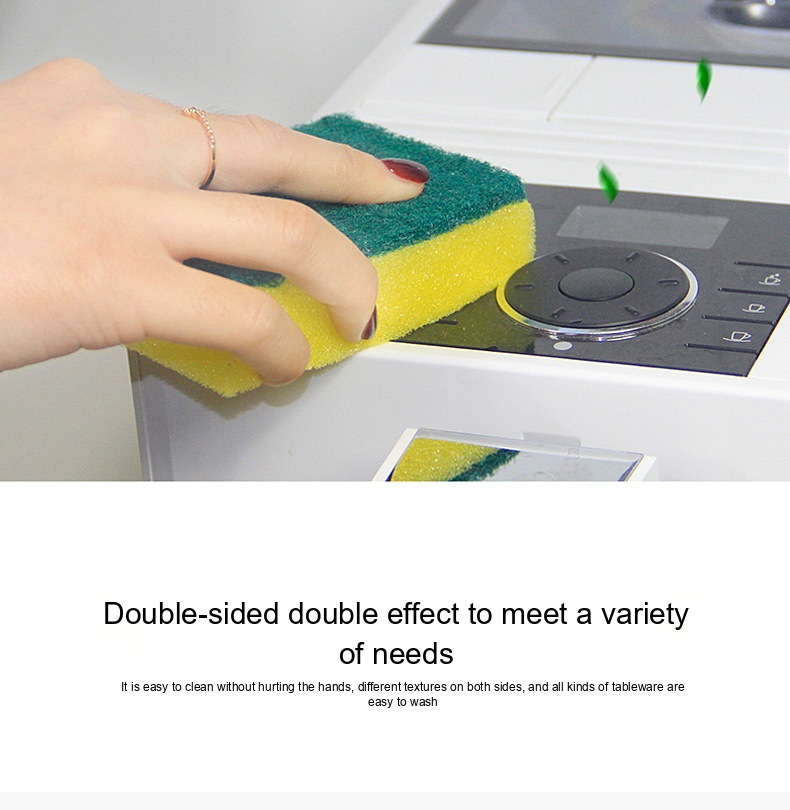 Double-sided double effect to meet a variety
of needs
It is easy to clean without hurting the hands, different textures on both sides, and all kinds of tableware are
easy to wash